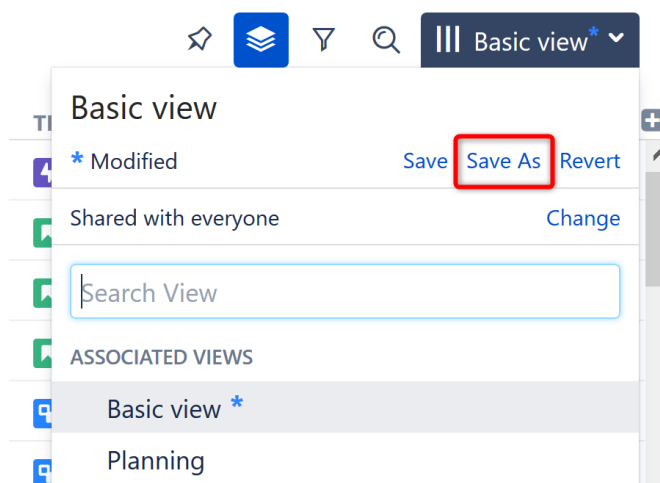 Basic view*
Basic view
* Modified Save Save As Revert
Shared with everyone Change
Search View
ASSOCIATED VIEWS
Basic view *
Planning